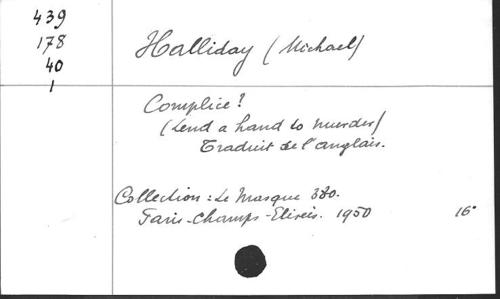 439
178
40
1
Halliday (Michael)
Complice?
(Lend a hand to murder)
Traduit de l'anglais.
Collection: Le Masque 380.
Paris-Champs-Elisées. 1950 16°